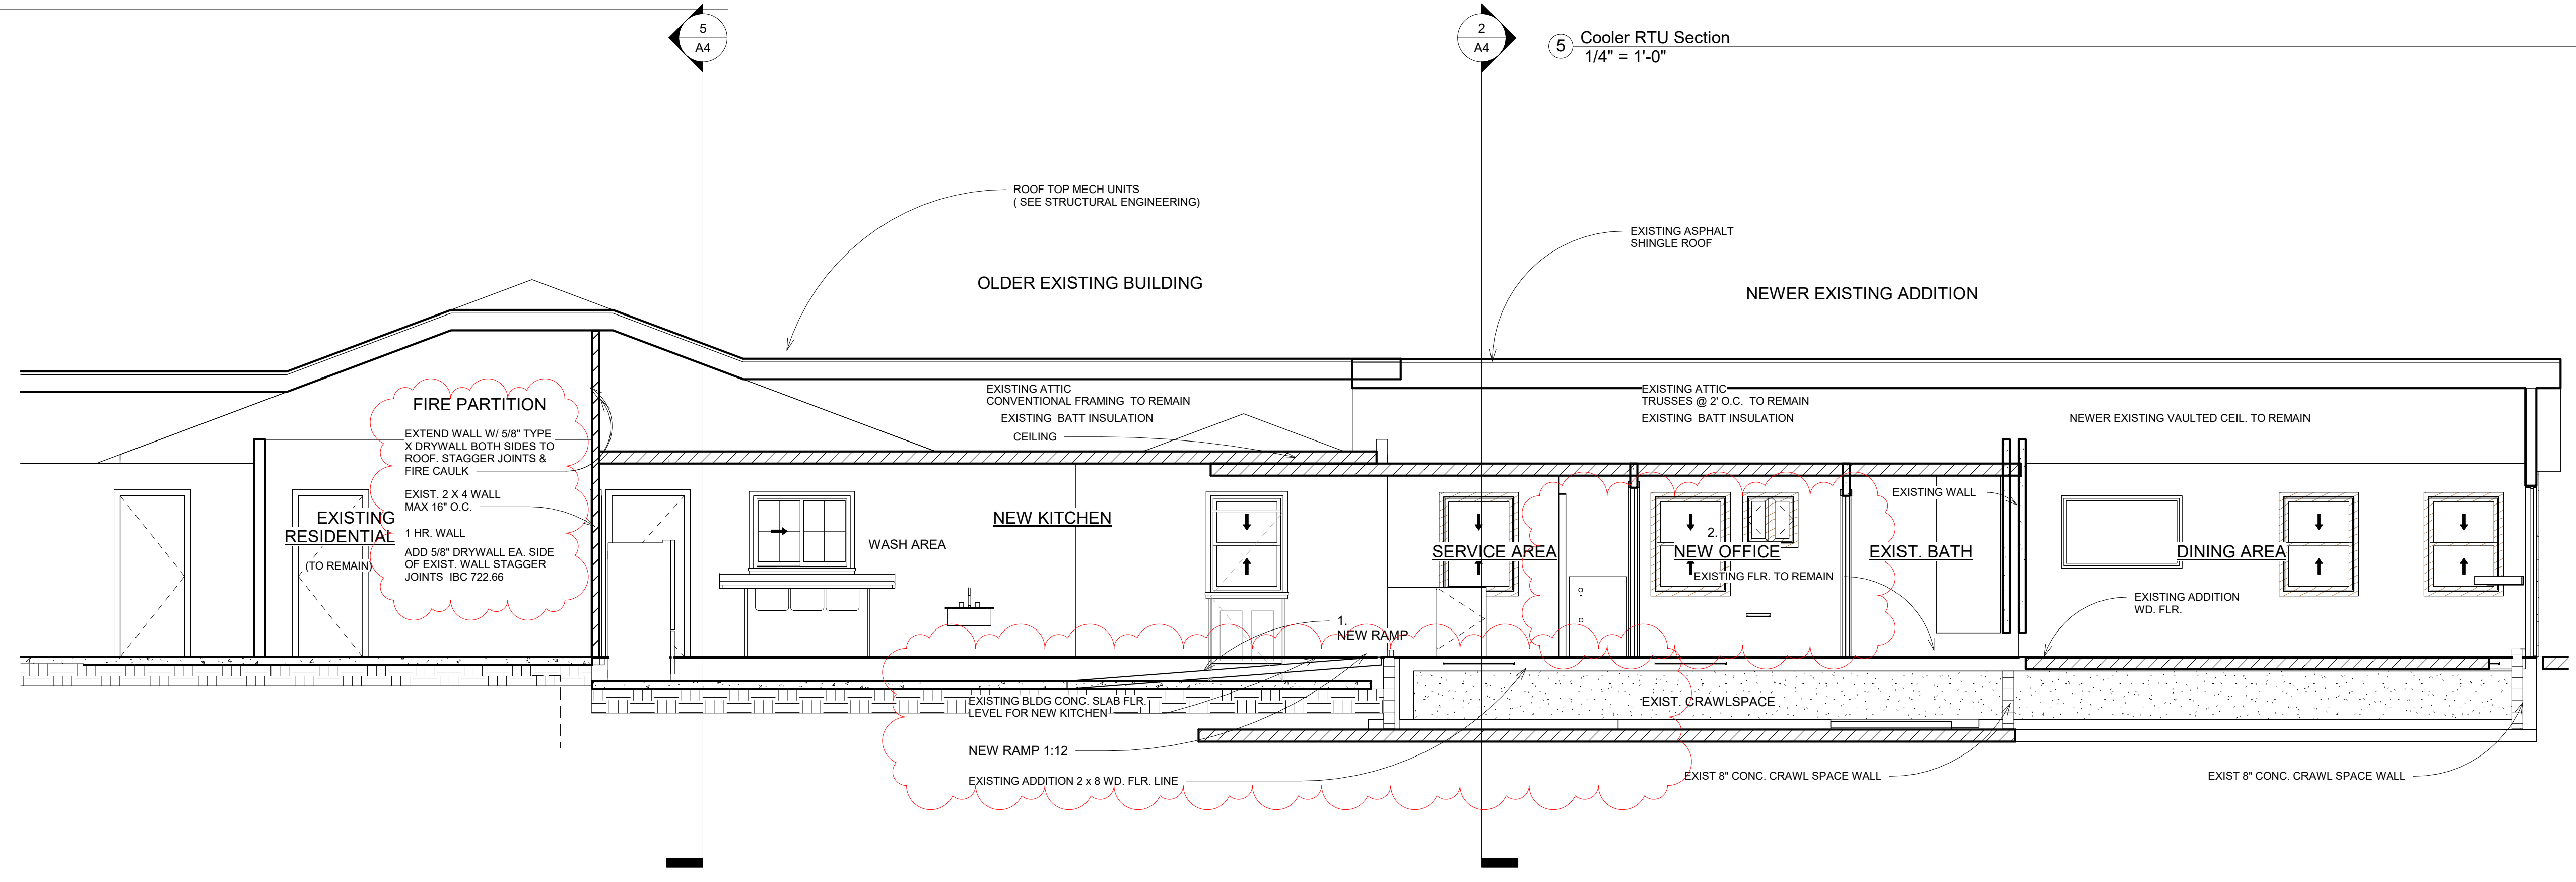 5
A4
2
A4
5
Cooler RTU Section
1/4" = 1'-0"
ROOF TOP MECH UNITS
( SEE STRUCTURAL ENGINEERING)
EXISTING ASPHALT
SHINGLE ROOF
OLDER EXISTING BUILDING
NEWER EXISTING ADDITION
FIRE PARTITION
EXTEND WALL W/ 5/8" TYPE
X DRYWALL BOTH SIDES TO
ROOF. STAGGER JOINTS &
FIRE CAULK
EXIST. 2 X 4 WALL
MAX 16" O.C.
1 HR. WALL
ADD 5/8" DRYWALL EA. SIDE
OF EXIST. WALL STAGGER
JOINTS  IBC 722.66
EXISTING
RESIDENTIAL
(TO REMAIN)
EXISTING ATTIC
CONVENTIONAL FRAMING  TO REMAIN
EXISTING  BATT INSULATION
CEILING
EXISTING ATTIC
TRUSSES @ 2' O.C.  TO REMAIN
EXISTING  BATT INSULATION
NEWER EXISTING VAULTED CEIL. TO REMAIN
NEW KITCHEN
WASH AREA
SERVICE AREA
2.
NEW OFFICE
EXISTING FLR. TO REMAIN
EXISTING WALL
EXIST. BATH
DINING AREA
EXISTING ADDITION
WD. FLR.
1.
NEW RAMP
EXISTING BLDG CONC. SLAB FLR.
LEVEL FOR NEW KITCHEN
NEW RAMP 1:12
EXISTING ADDITION 2 x 8 WD. FLR. LINE
EXIST. CRAWLSPACE
EXIST 8" CONC. CRAWL SPACE WALL
EXIST 8" CONC. CRAWL SPACE WALL